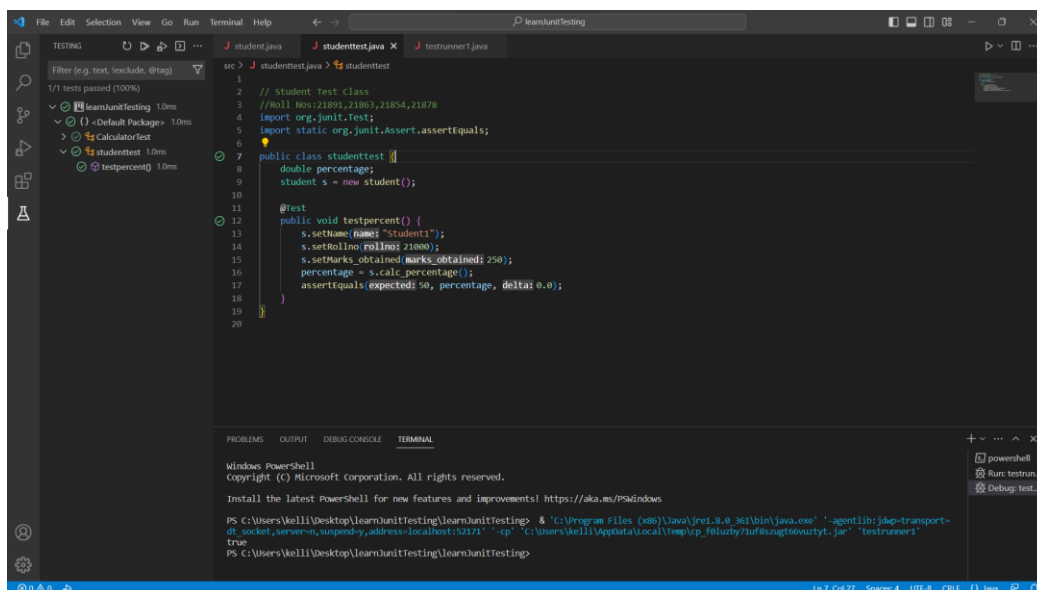 File Edit Selection View Go Run Terminal Help
learnJunitTesting
TESTING
Filter (e.g. text, !exclude, @tag)
1/1 tests passed (100%)
learnJunitTesting 1.0ms
{} <Default Package> 1.0ms
CalculatorTest
studenttest 1.0ms
testpercent() 1.0ms
J student.java J studenttest.java J testrunner1.java
src > J studenttest.java > studenttest
1
2 // Student Test Class
3 //Roll Nos:21891,21863,21854,21878
4 import org.junit.Test;
5 import static org.junit.Assert.assertEquals;
6
7 public class studenttest {
8 double percentage;
9 student s = new student();
10
11 @Test
12 public void testpercent() {
13 s.setName(name: "Student1");
14 s.setRollno(rollno: 21000);
15 s.setMarks_obtained(marks_obtained: 250);
16 percentage = s.calc_percentage();
17 assertEquals(expected: 50, percentage, delta: 0.0);
18 }
19 }
20
PROBLEMS OUTPUT DEBUG CONSOLE TERMINAL
powershell
Run: testrun...
Debug: test...
Windows PowerShell
Copyright (C) Microsoft Corporation. All rights reserved.
Install the latest PowerShell for new features and improvements! https://aka.ms/PSWindows
PS C:\Users\kelli\Desktop\learnJunitTesting\learnJunitTesting> & 'C:\Program Files (x86)\Java\jre1.8.0_361\bin\java.exe' '-agentlib:jdwp=transport=
dt_socket,server=n,suspend=y,address=localhost:52171' '-cp' 'C:\Users\kelli\AppData\Local\Temp\cp_f0luzby71uf8szugt66vuztyt.jar' 'testrunner1'
true
PS C:\Users\kelli\Desktop\learnJunitTesting\learnJunitTesting>
0 0 Ln 7, Col 27 Spaces: 4 UTF-8 CRLF {} Java